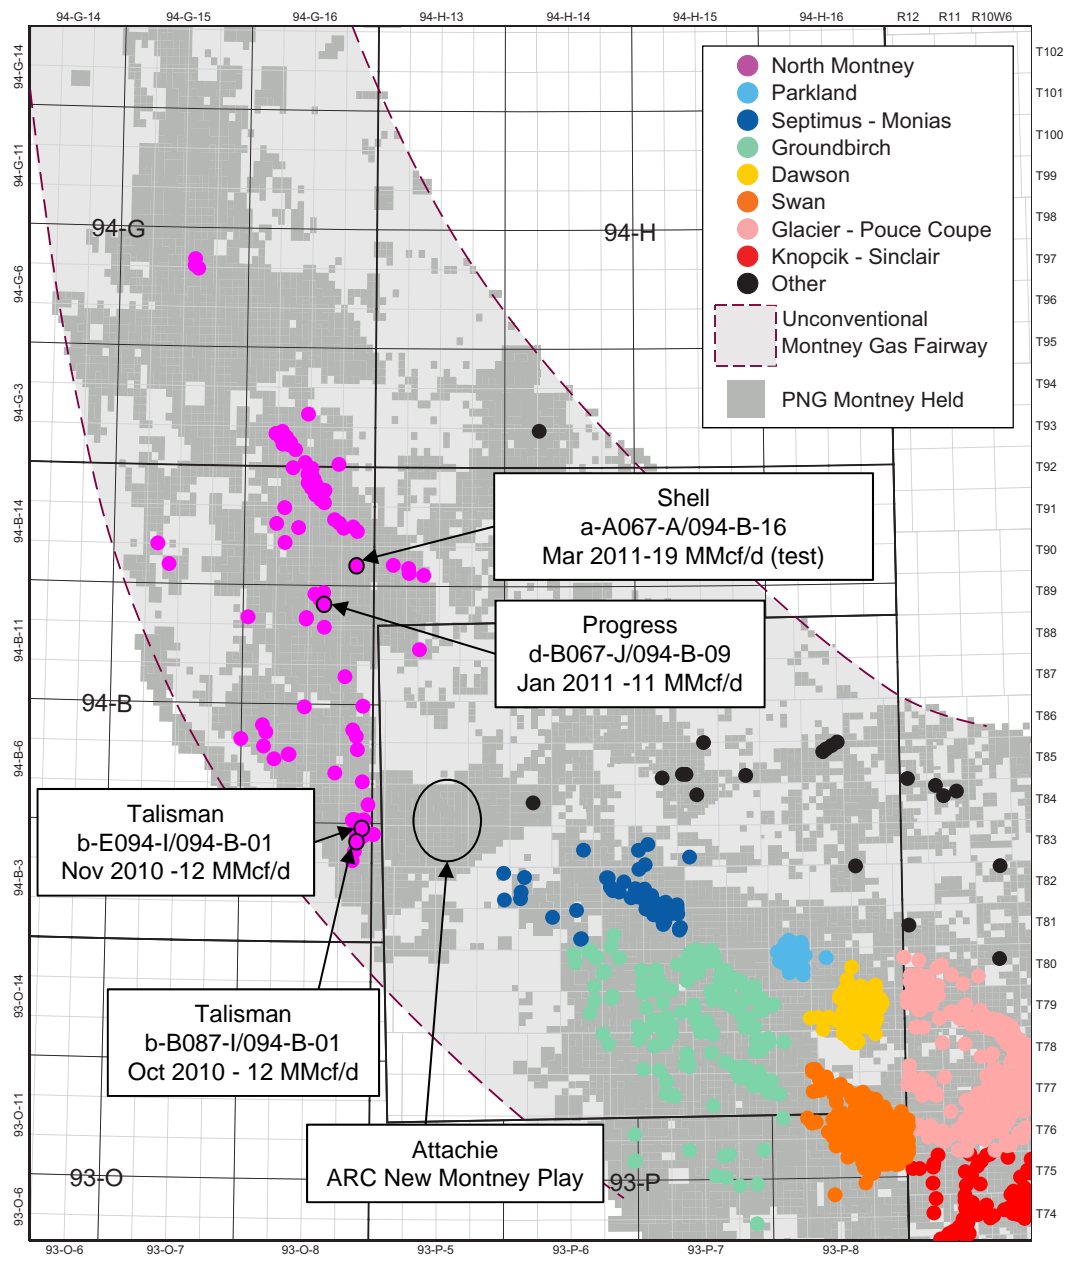 94-G-14
94-G-15
94-G-16
94-H-13
94-H-14
94-H-15
94-H-16
R12
R11
R10W6
94-G-14
94-G-11
94-G-6
94-G-3
94-B-14
94-B-11
94-B-6
94-B-3
93-O-14
93-O-11
93-O-6
T102
T101
T100
T99
T98
T97
T96
T95
T94
T93
T92
T91
T90
T89
T88
T87
T86
T85
T84
T83
T82
T81
T80
T79
T78
T77
T76
T75
T74
North Montney
Parkland
Septimus - Monias
Groundbirch
Dawson
Swan
Glacier - Pouce Coupe
Knopcik - Sinclair
Other
Unconventional
Montney Gas Fairway
PNG Montney Held
94-G
94-H
Shell
a-A067-A/094-B-16
Mar 2011-19 MMcf/d (test)
Progress
d-B067-J/094-B-09
Jan 2011 -11 MMcf/d
94-B
Talisman
b-E094-I/094-B-01
Nov 2010 -12 MMcf/d
Talisman
b-B087-I/094-B-01
Oct 2010 - 12 MMcf/d
Attachie
ARC New Montney Play
93-O
93-P
93-O-6
93-O-7
93-O-8
93-P-5
93-P-6
93-P-7
93-P-8